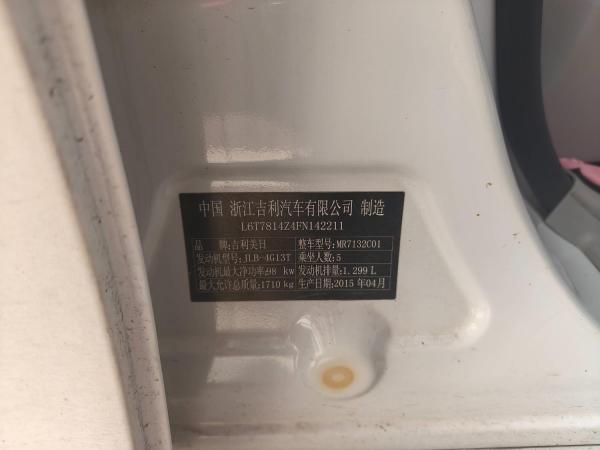 中国 浙江吉利汽车有限公司 制造
L6T7814Z4FN142211
品 牌:吉利美日 整车型号:MR7132C01
发动机型号:JLB-4G13T 乘坐人数:5
发动机最大净功率:98 kw 发动机排量:1.299 L
最大允许总质量:1710 kg 生产日期:2015 年04月